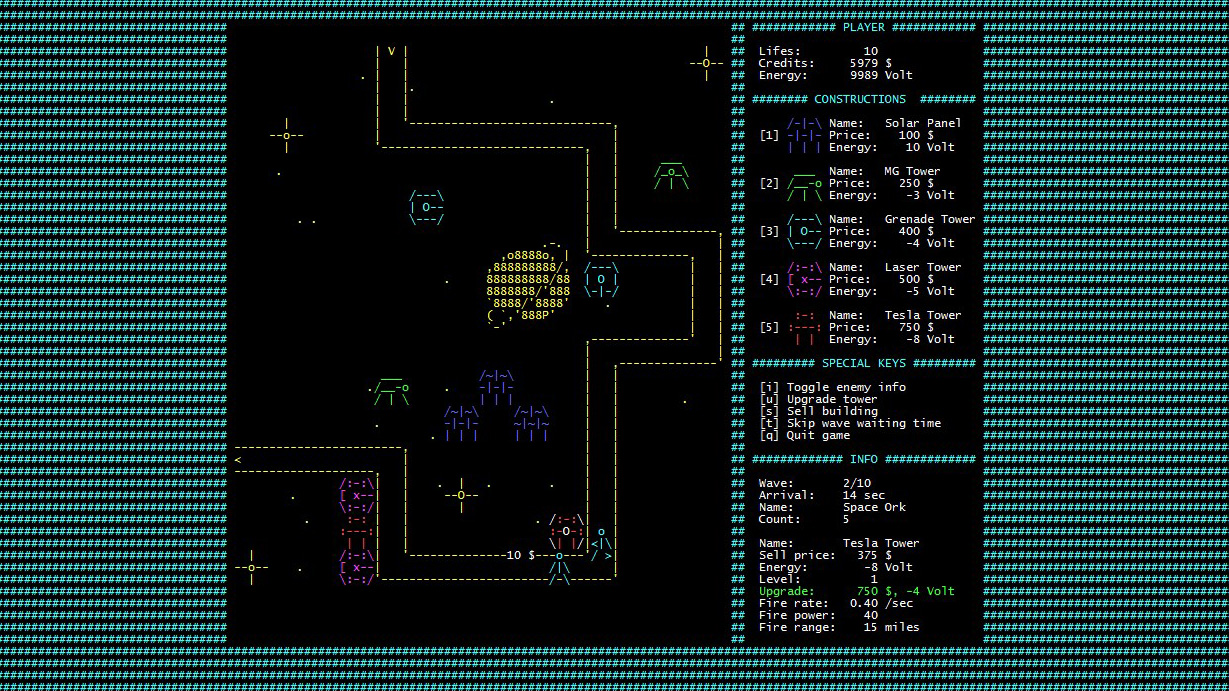 ############ PLAYER ############
Lifes: 10
Credits: 5979 $
Energy: 9989 Volt
######## CONSTRUCTIONS ########
[1] Name: Solar Panel
Price: 100 $
Energy: 10 Volt
[2] Name: MG Tower
Price: 250 $
Energy: -3 Volt
[3] Name: Grenade Tower
Price: 400 $
Energy: -4 Volt
[4] Name: Laser Tower
Price: 500 $
Energy: -5 Volt
[5] Name: Tesla Tower
Price: 750 $
Energy: -8 Volt
########## SPECIAL KEYS #########
[i] Toggle enemy info
[u] Upgrade tower
[s] Sell building
[t] Skip wave waiting time
[q] Quit game
############# INFO #############
Wave: 2/10
Arrival: 14 sec
Name: Space Ork
Count: 5
Name: Tesla Tower
Sell price: 375 $
Energy: -8 Volt
Level: 1
Upgrade: 750 $, -4 Volt
Fire rate: 0.40 /sec
Fire power: 40
Fire range: 15 miles
10 $